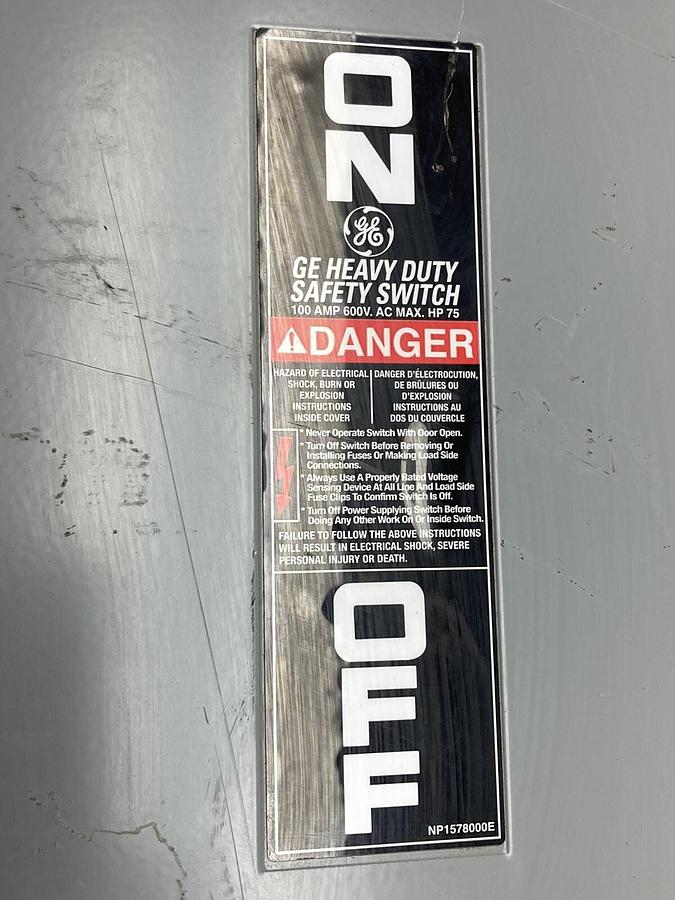 ON
GE
GE HEAVY DUTY
SAFETY SWITCH
100 AMP 600V. AC MAX. HP 75
DANGER
HAZARD OF ELECTRICAL
SHOCK, BURN OR
EXPLOSION
INSTRUCTIONS
INSIDE COVER
DANGER D'ÉLECTROCUTION,
DE BRÛLURES OU
D'EXPLOSION
INSTRUCTIONS AU
DOS DU COUVERCLE
* Never Operate Switch With Door Open.
* Turn Off Switch Before Removing Or
Installing Fuses Or Making Load Side
Connections.
* Always Use A Properly Rated Voltage
Sensing Device At All Line And Load Side
Fuse Clips To Confirm Switch Is Off.
* Turn Off Power Supplying Switch Before
Doing Any Other Work On Or Inside Switch.
FAILURE TO FOLLOW THE ABOVE INSTRUCTIONS
WILL RESULT IN ELECTRICAL SHOCK, SEVERE
PERSONAL INJURY OR DEATH.
OFF
NP1578000E